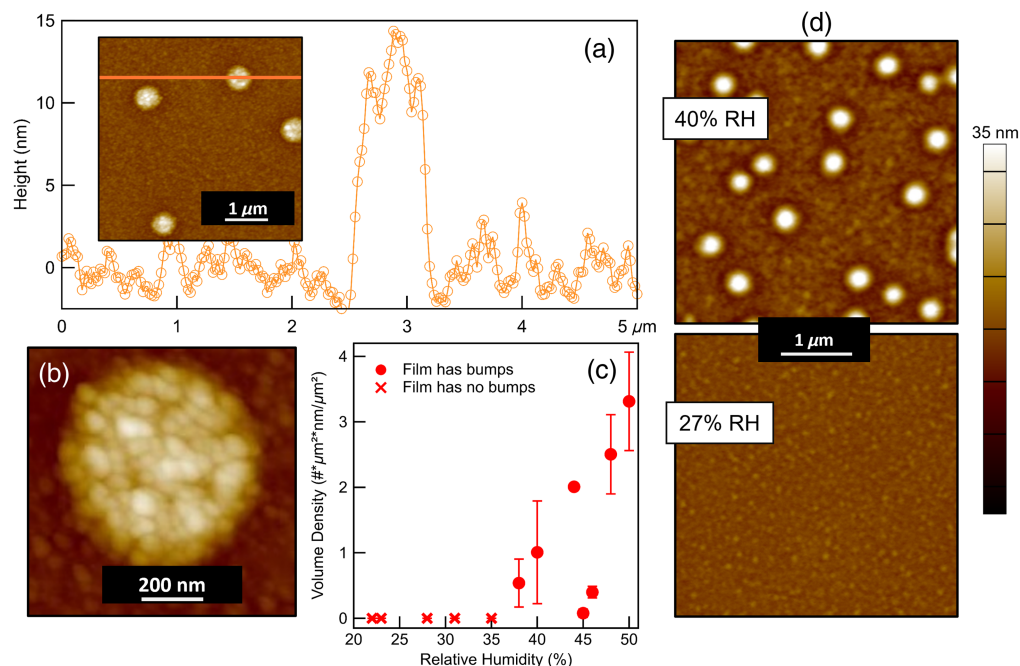 (a)
15
10
5
0
Height (nm)
1 µm
0
1
2
3
4
5 µm
(b)
200 nm
(c)
Film has bumps
Film has no bumps
4
3
2
1
0
Volume Density (#*µm²*nm/µm²)
20
25
30
35
40
45
50
Relative Humidity (%)
(d)
40% RH
1 µm
27% RH
35 nm